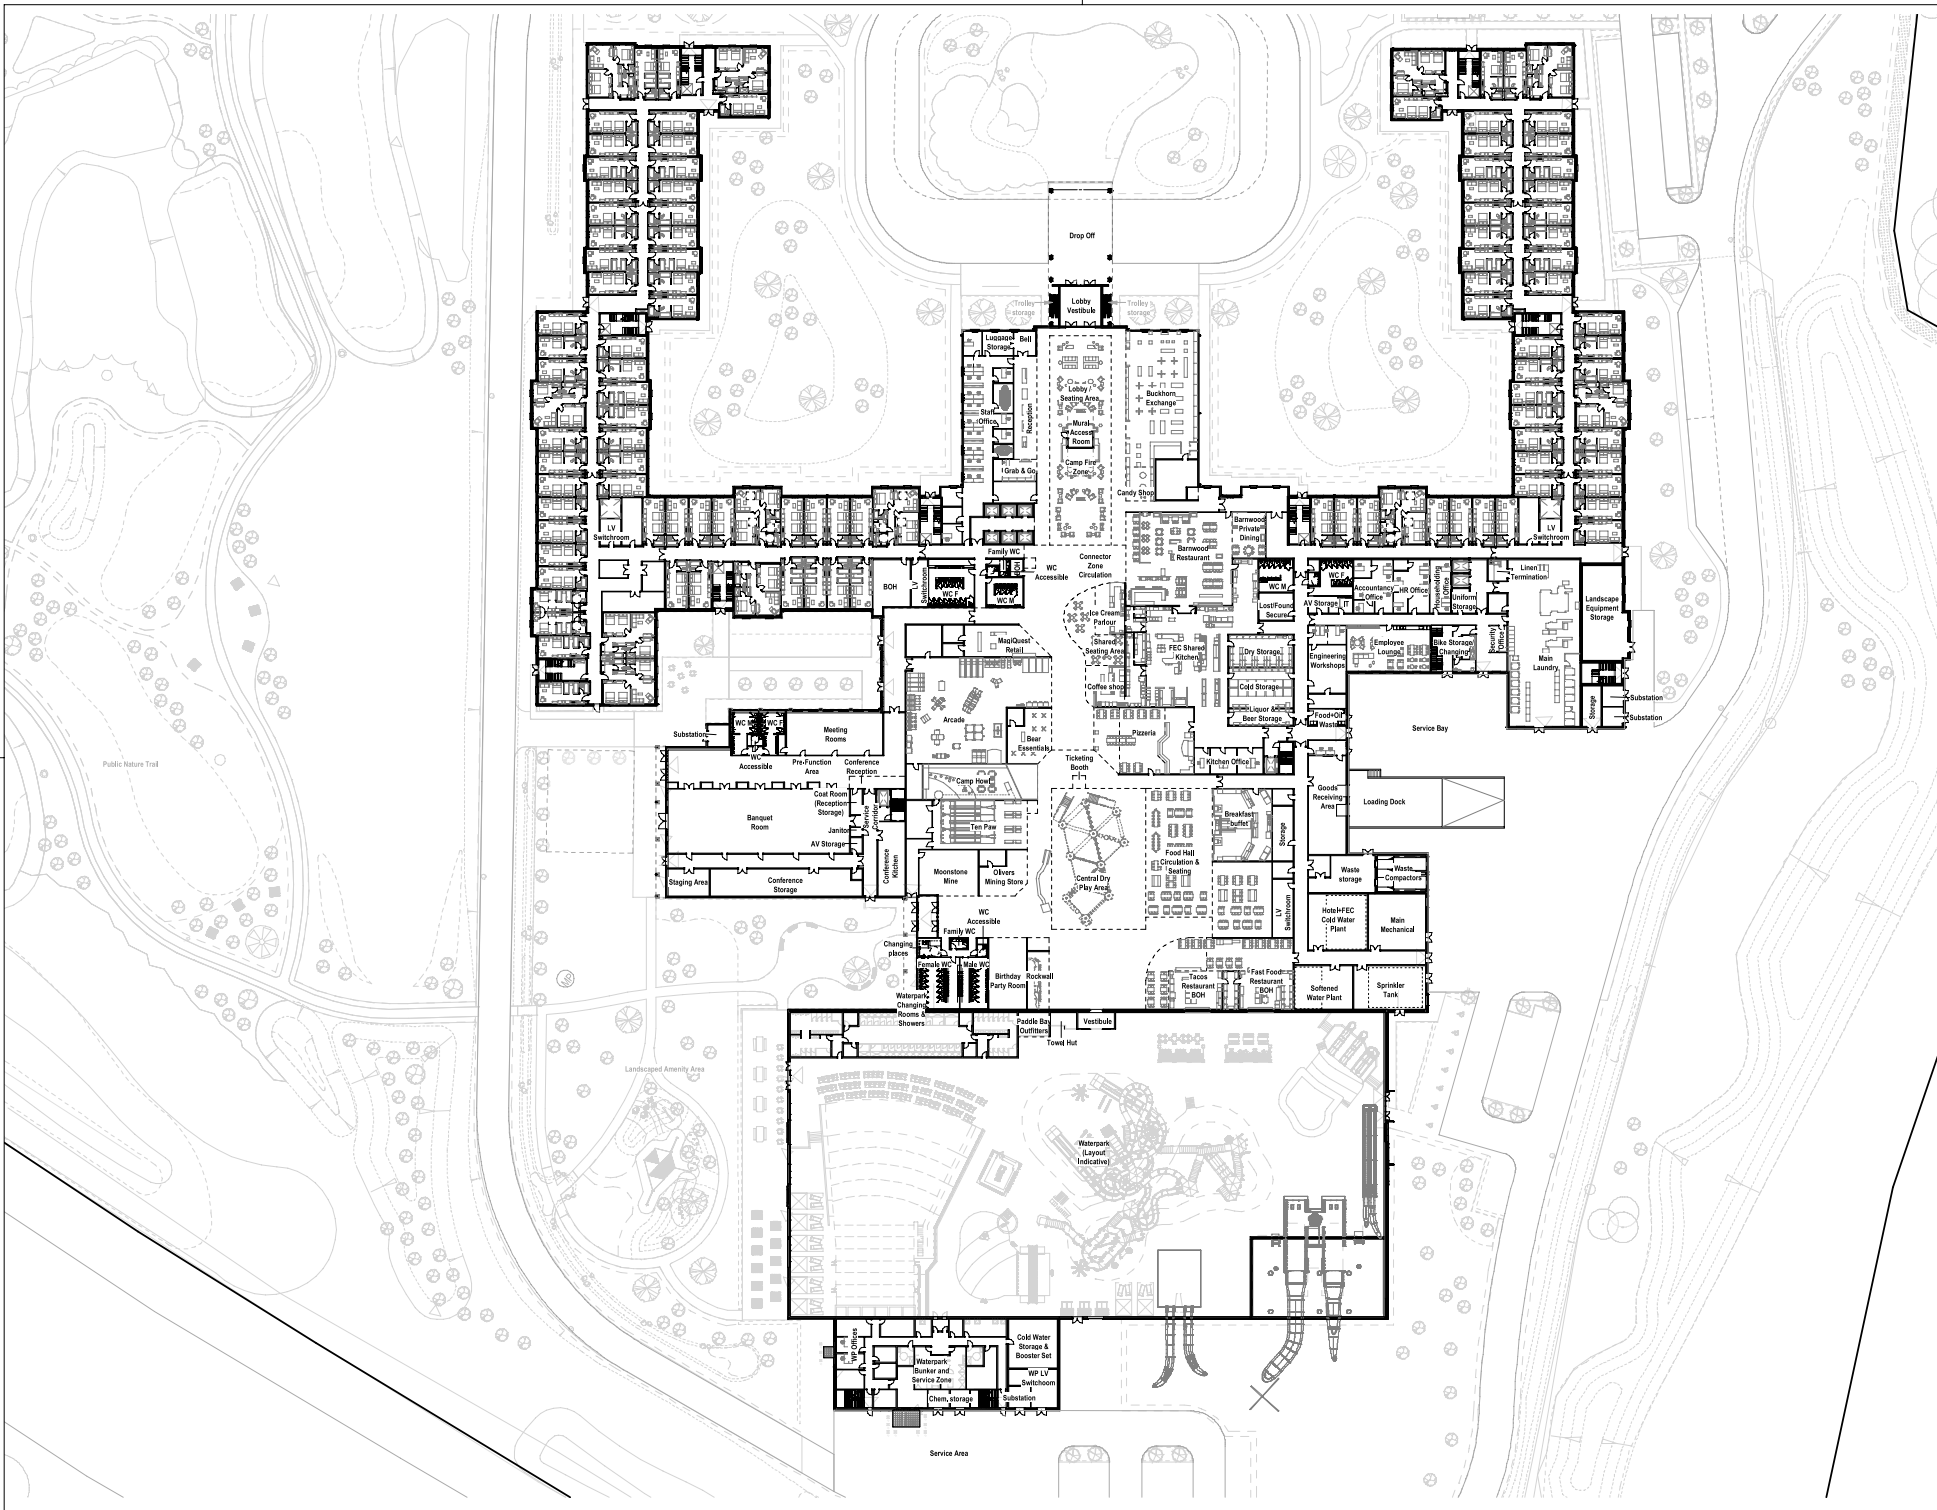 Drop Off
Trolley
storage
Lobby
Vestibule
Trolley
storage
Luggage
Storage
Bell
Lobby /
Seating Area
Buckhorn
Exchange
Staff
Office
Reception
Mural
Access
Room
Grab & Go
Camp Fire
Zone
Candy Shop
LV
Switchroom
Barnwood
Private
Dining
LV
Switchroom
Family WC
BOH
WC
Accessible
Connector
Zone
Circulation
Barnwood
Restaurant
BOH
LV
Switchroom
WC F
WC M
WC M
WC F
Accountancy
Office
HR Office
Householding
Office
Uniform
Storage
Linen
Termination
Landscape
Equipment
Storage
Lost/Found
Secure
AV Storage
IT
Ice Cream
Parlour
Shared
Seating Area
FEC Shared
Kitchen
MagiQuest
Retail
Dry Storage
Engineering
Workshops
Employee
Lounge
Bike Storage/
Changing
Security
Office
Main
Laundry
Coffee shop
Cold Storage
Liquor &
Beer Storage
Food+Oil
Waste
Service Bay
Storage
Substation
Substation
Arcade
Bear
Essentials
Pizzeria
Kitchen Office
WC M
WC F
Substation
WC
Accessible
Meeting
Rooms
Pre-Function
Area
Conference
Reception
Ticketing
Booth
Public Nature Trail
Camp Howl
Coat Room
(Reception
Storage)
Service
Corridor
Janitor
AV Storage
Banquet
Room
Ten Paw
Breakfast
buffet
Storage
Goods
Receiving
Area
Loading Dock
Conference
Kitchen
Moonstone
Mine
Olivers
Mining Store
Central Dry
Play Area
Food Hall
Circulation &
Seating
Staging Area
Conference
Storage
Waste
storage
Waste
Compactors
LV
Switchroom
Hotel+FEC
Cold Water
Plant
Main
Mechanical
WC
Accessible
Family WC
Changing
places
Female WC
Male WC
Birthday
Party Room
Rockwall
Tacos
Restaurant
BOH
Fast Food
Restaurant
BOH
Softened
Water Plant
Sprinkler
Tank
Waterpark
Changing
Rooms &
Showers
Paddle Bay
Outfitters
Vestibule
Towel Hut
Landscaped Amenity Area
Waterpark
(Layout
Indicative)
WP Offices
Waterpark
Bunker and
Service Zone
Cold Water
Storage &
Booster Set
WP LV
Switchoom
Chem, storage
Substation
Service Area